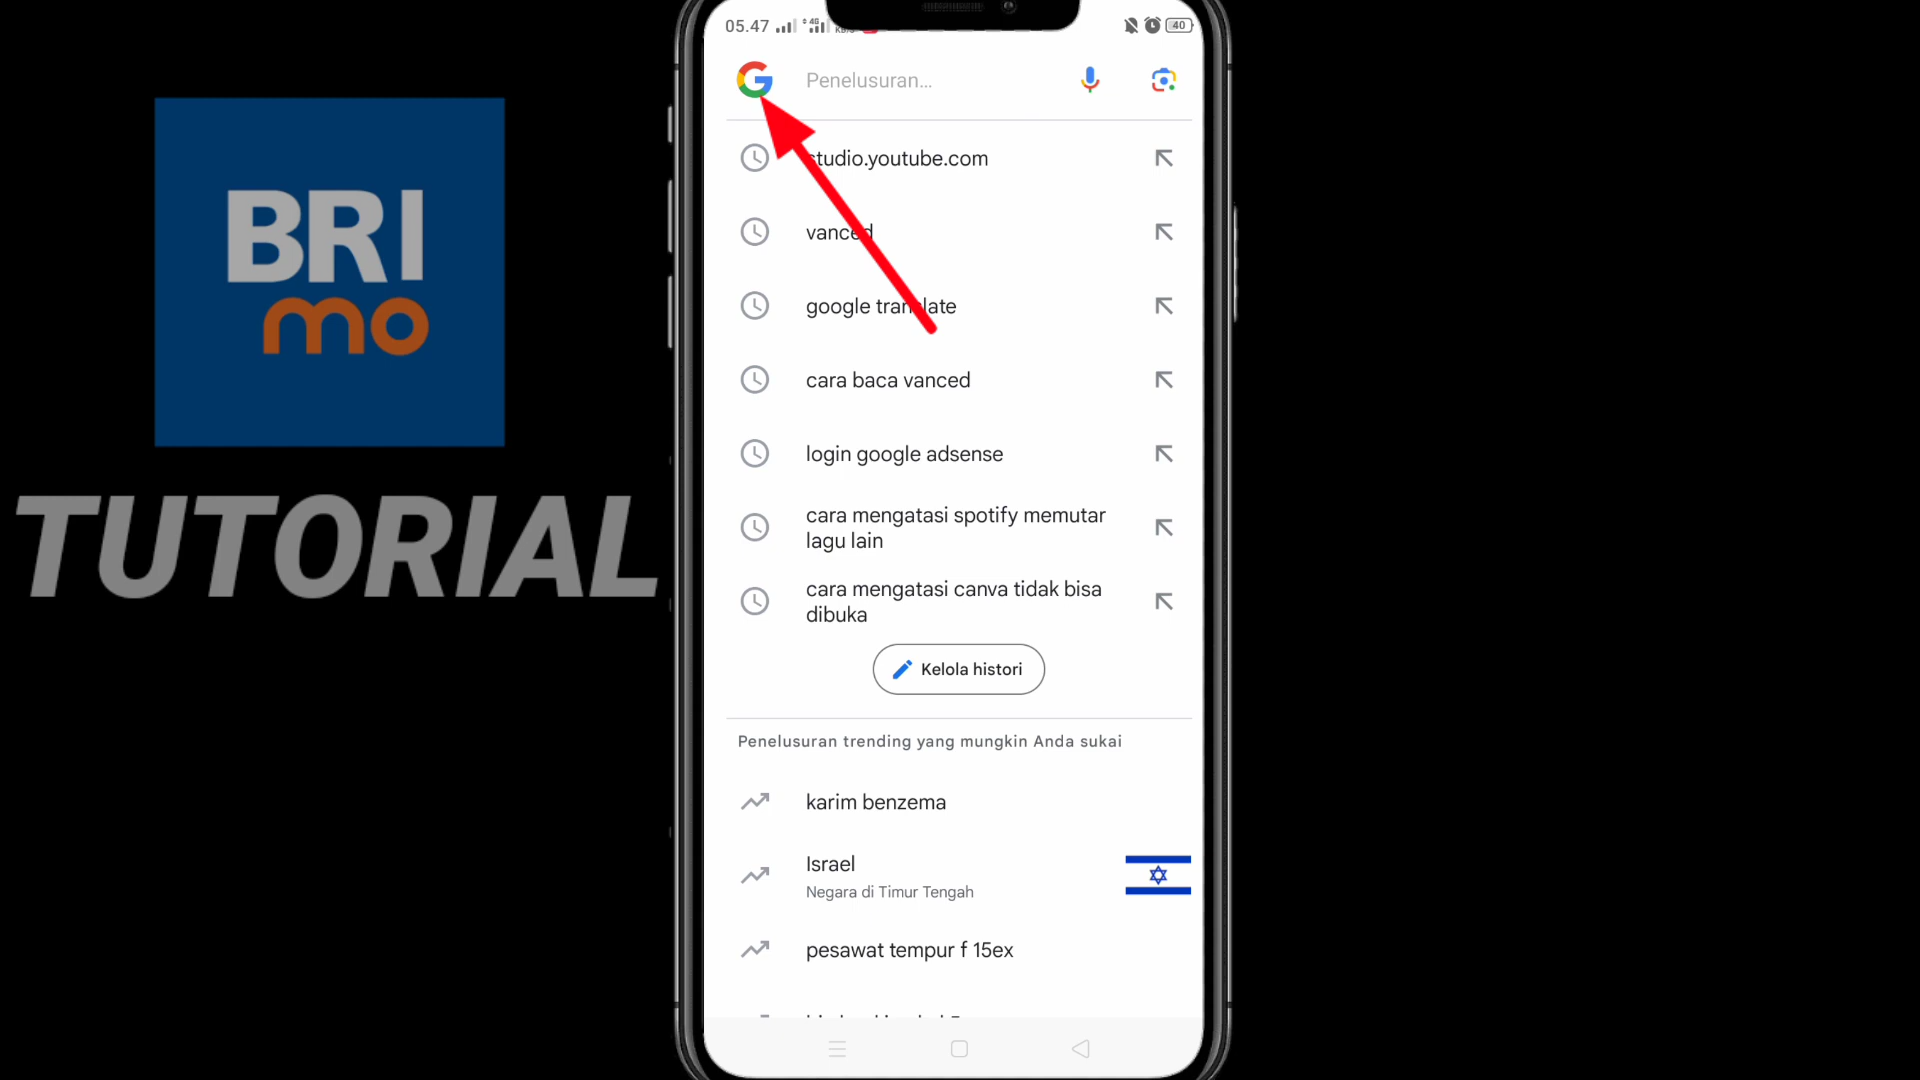 BRI
mo
TUTORIAL
05.47
4G
40
Penelusuran...
studio.youtube.com
vanced
google translate
cara baca vanced
login google adsense
cara mengatasi spotify memutar
lagu lain
cara mengatasi canva tidak bisa
dibuka
Kelola histori
Penelusuran trending yang mungkin Anda sukai
karim benzema
Israel
Negara di Timur Tengah
pesawat tempur f 15ex